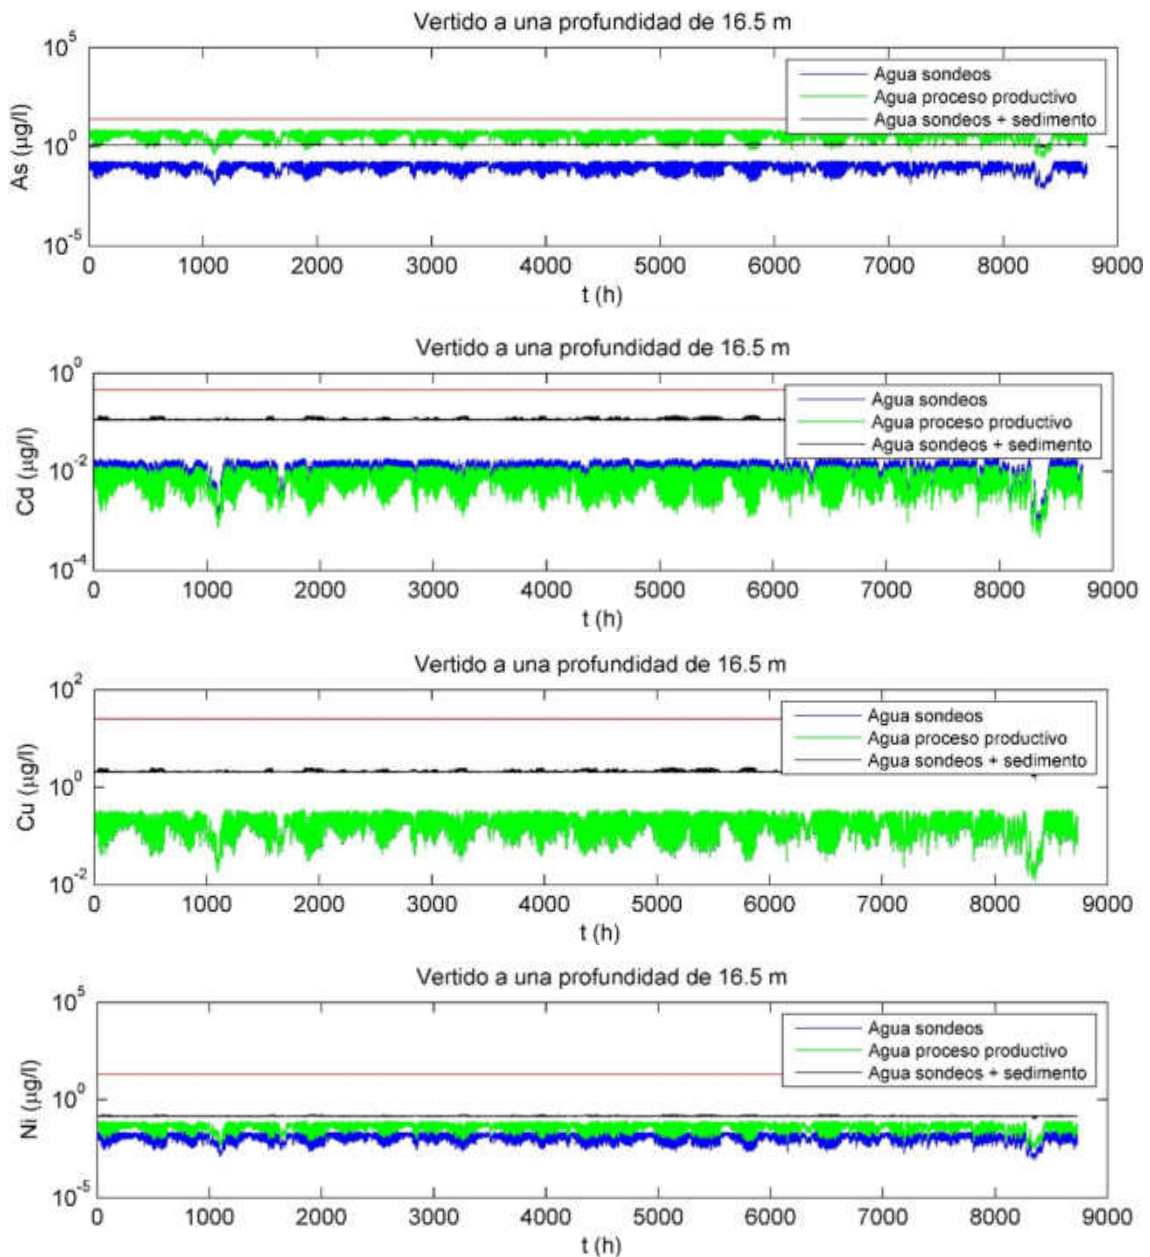 Vertido a una profundidad de 16.5 m
10^5
Agua sondeos
Agua proceso productivo
Agua sondeos + sedimento
As (µg/l)
10^0
10^-5
0 1000 2000 3000 4000 5000 6000 7000 8000 9000
t (h)
Vertido a una profundidad de 16.5 m
10^0
Agua sondeos
Agua proceso productivo
Agua sondeos + sedimento
Cd (µg/l)
10^-2
10^-4
0 1000 2000 3000 4000 5000 6000 7000 8000 9000
t (h)
Vertido a una profundidad de 16.5 m
10^2
Agua sondeos
Agua proceso productivo
Agua sondeos + sedimento
Cu (µg/l)
10^0
10^-2
0 1000 2000 3000 4000 5000 6000 7000 8000 9000
t (h)
Vertido a una profundidad de 16.5 m
10^5
Agua sondeos
Agua proceso productivo
Agua sondeos + sedimento
Ni (µg/l)
10^0
10^-5
0 1000 2000 3000 4000 5000 6000 7000 8000 9000
t (h)